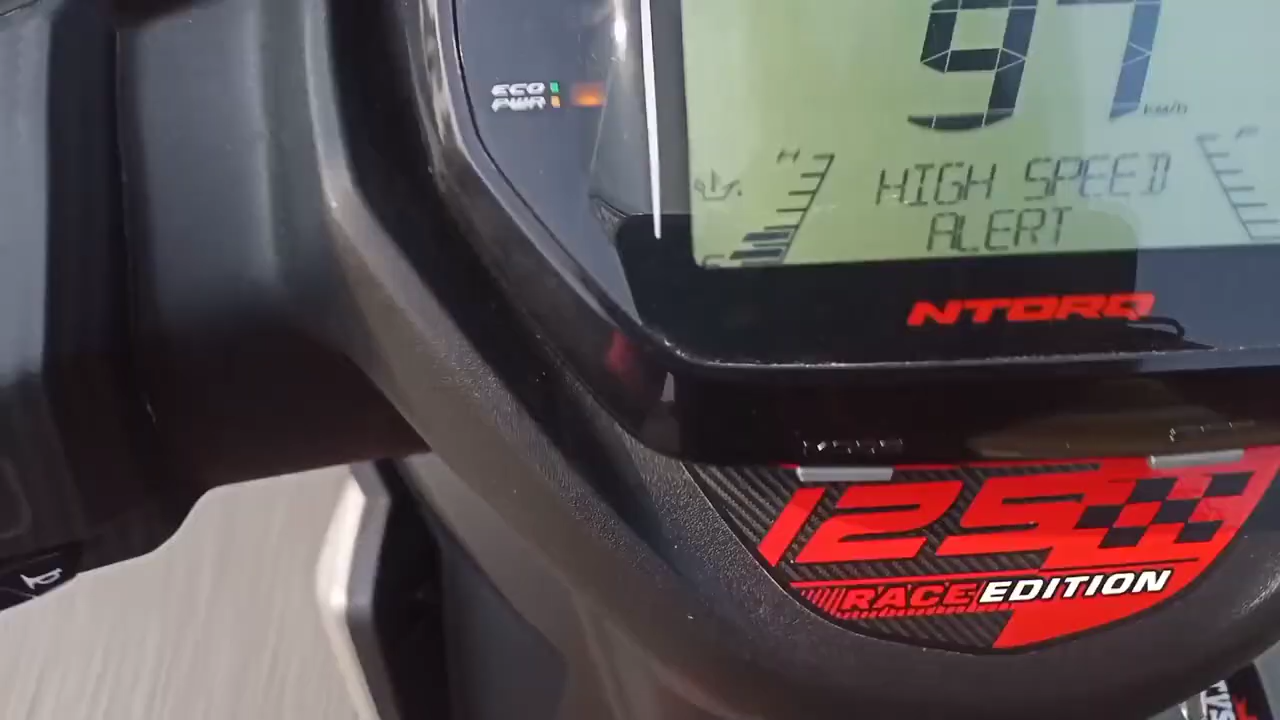 97
km/h
ECO
PWR
H
F
HIGH SPEED
ALERT
NTORQ
125
RACE EDITION